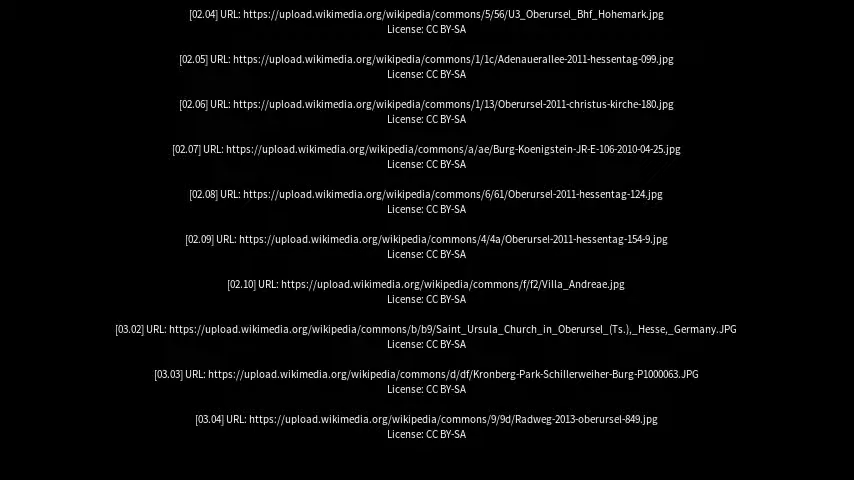 [02.04] URL: https://upload.wikimedia.org/wikipedia/commons/5/56/U3_Oberursel_Bhf_Hohemark.jpg
License: CC BY-SA
[02.05] URL: https://upload.wikimedia.org/wikipedia/commons/1/1c/Adenauerallee-2011-hessentag-099.jpg
License: CC BY-SA
[02.06] URL: https://upload.wikimedia.org/wikipedia/commons/1/13/Oberursel-2011-christus-kirche-180.jpg
License: CC BY-SA
[02.07] URL: https://upload.wikimedia.org/wikipedia/commons/a/ae/Burg-Koenigstein-JR-E-106-2010-04-25.jpg
License: CC BY-SA
[02.08] URL: https://upload.wikimedia.org/wikipedia/commons/6/61/Oberursel-2011-hessentag-124.jpg
License: CC BY-SA
[02.09] URL: https://upload.wikimedia.org/wikipedia/commons/4/4a/Oberursel-2011-hessentag-154-9.jpg
License: CC BY-SA
[02.10] URL: https://upload.wikimedia.org/wikipedia/commons/f/f2/Villa_Andreae.jpg
License: CC BY-SA
[03.02] URL: https://upload.wikimedia.org/wikipedia/commons/b/b9/Saint_Ursula_Church_in_Oberursel_(Ts.),_Hesse,_Germany.JPG
License: CC BY-SA
[03.03] URL: https://upload.wikimedia.org/wikipedia/commons/d/df/Kronberg-Park-Schillerweiher-Burg-P1000063.JPG
License: CC BY-SA
[03.04] URL: https://upload.wikimedia.org/wikipedia/commons/9/9d/Radweg-2013-oberursel-849.jpg
License: CC BY-SA